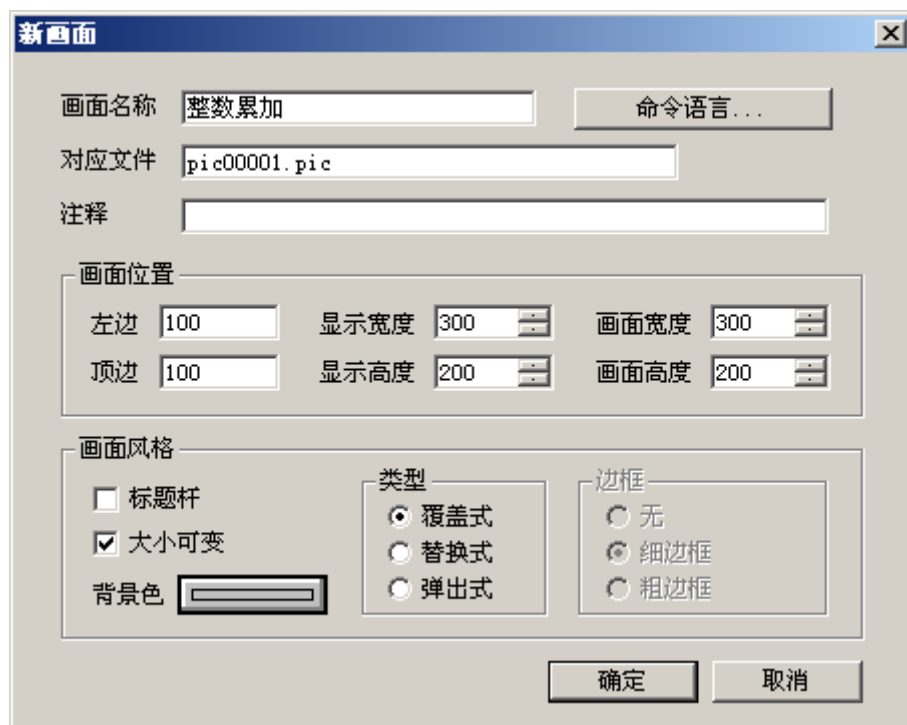 新画面
画面名称 整数累加 命令语言...
对应文件 pic00001.pic
注释
画面位置
左边 100 显示宽度 300 画面宽度 300
顶边 100 显示高度 200 画面高度 200
画面风格
标题杆
大小可变
背景色
类型
覆盖式
替换式
弹出式
边框
无
细边框
粗边框
确定 取消